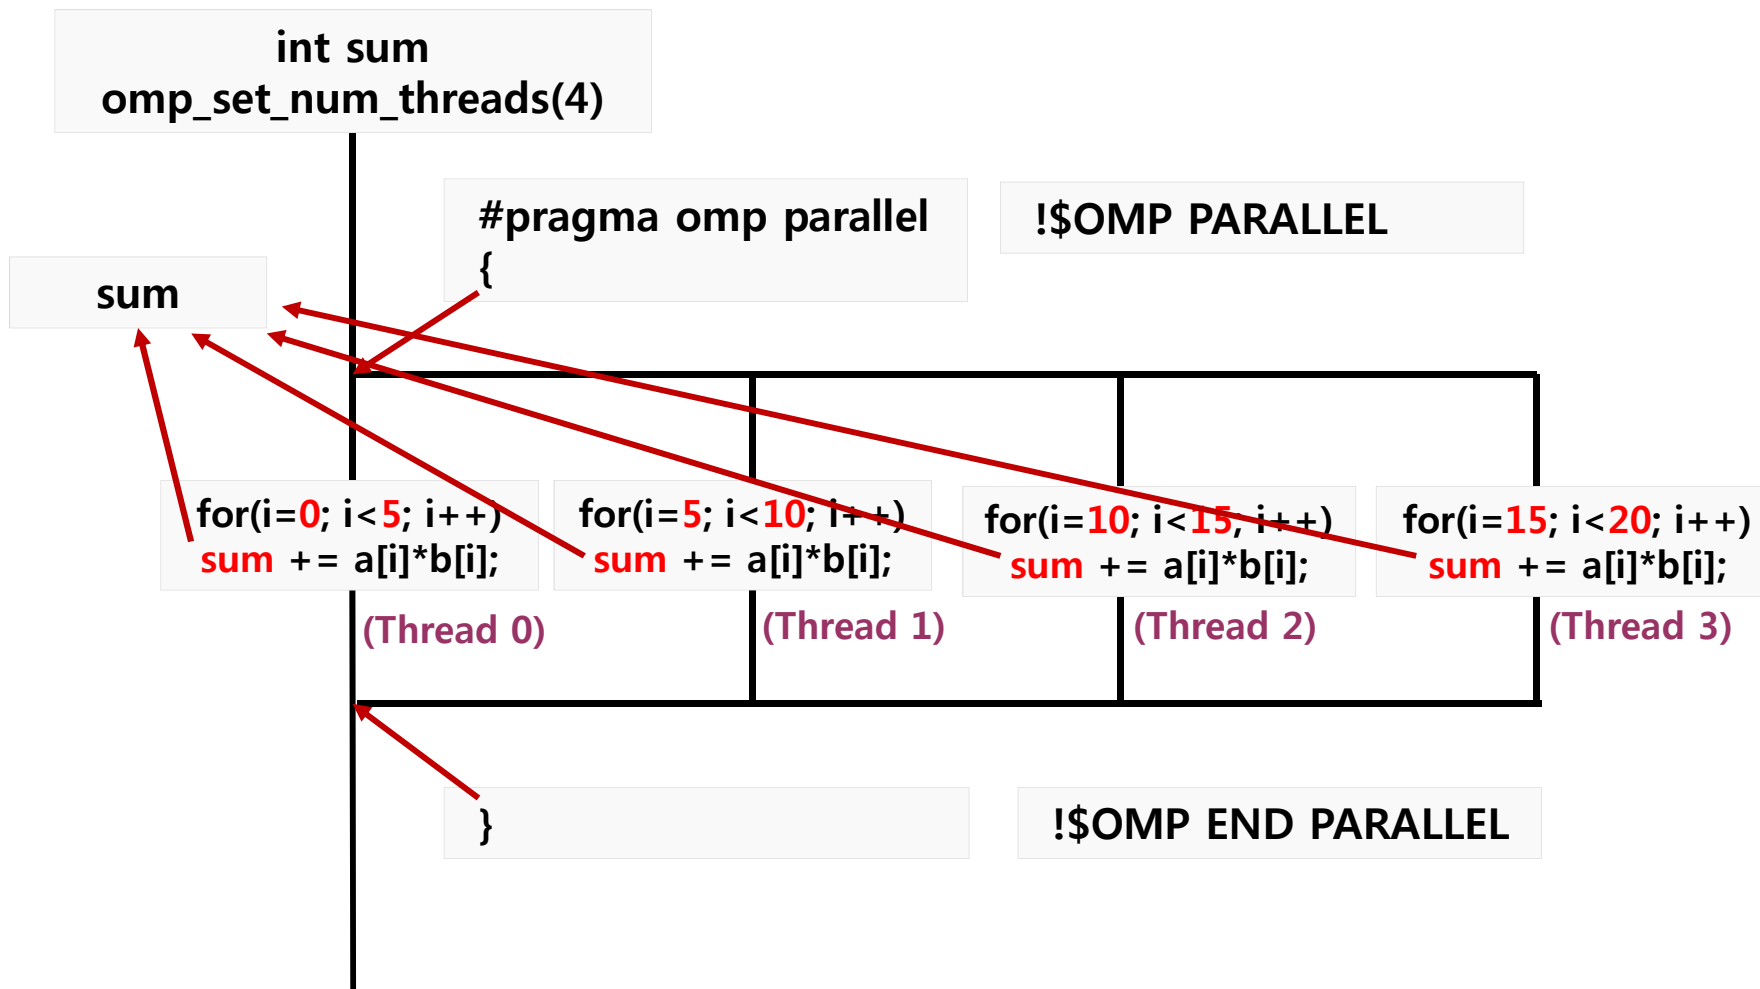 int sum
omp_set_num_threads(4)
#pragma omp parallel
{
!$OMP PARALLEL
sum
for(i=0; i<5; i++)
sum += a[i]*b[i];
(Thread 0)
for(i=5; i<10; i++)
sum += a[i]*b[i];
(Thread 1)
for(i=10; i<15; i++)
sum += a[i]*b[i];
(Thread 2)
for(i=15; i<20; i++)
sum += a[i]*b[i];
(Thread 3)
}
!$OMP END PARALLEL